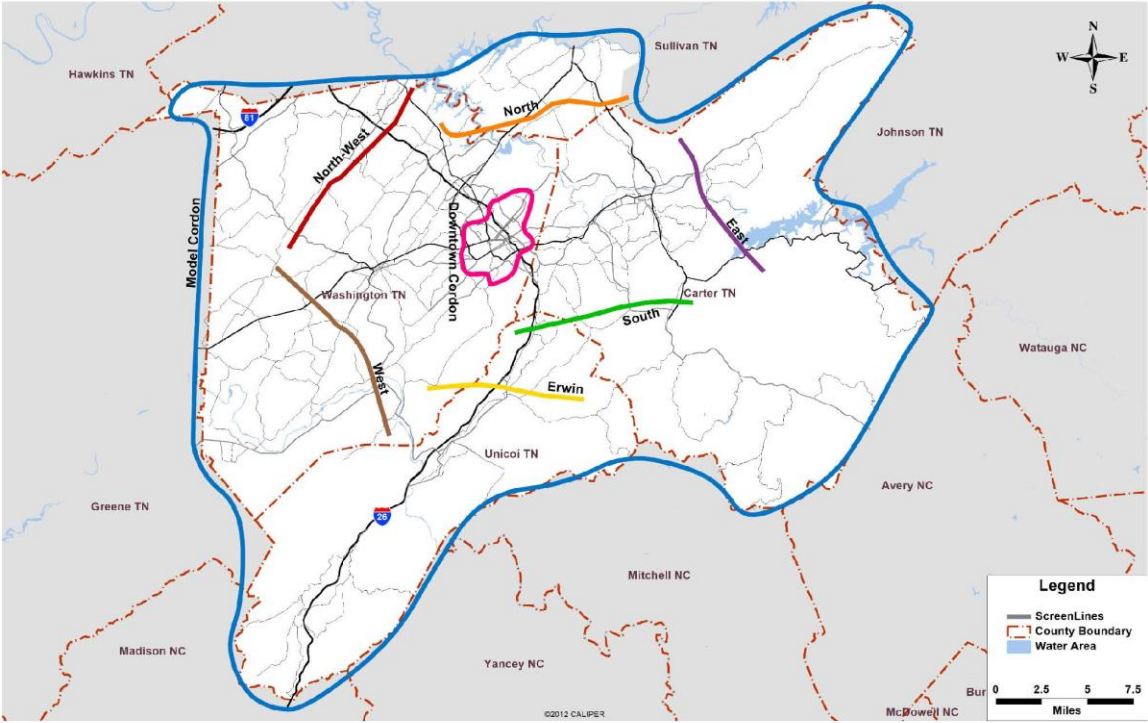 Sullivan TN
Hawkins TN
N
W E
S
81
North
Johnson TN
North-West
Downtown Cordon
East
Model Cordon
Washington TN
Carter TN
South
Watauga NC
West
Erwin
Unicoi TN
Avery NC
Greene TN
26
Mitchell NC
Madison NC
Yancey NC
Legend
ScreenLines
County Boundary
Water Area
0 2.5 5 7.5
Miles
Bur
McDowell NC
©2012 CALIPER